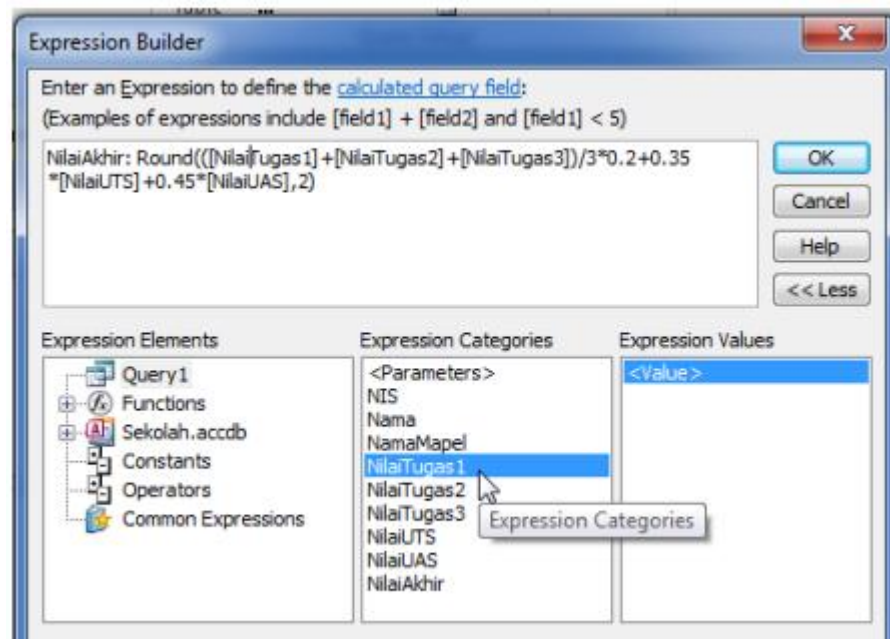 Expression Builder
Enter an Expression to define the calculated query field:
(Examples of expressions include [field1] + [field2] and [field1] < 5)
NilaiAkhir: Round(([NilaiTugas1]+[NilaiTugas2]+[NilaiTugas3])/3*0.2+0.35
*[NilaiUTS]+0.45*[NilaiUAS],2)
OK
Cancel
Help
<< Less
Expression Elements
Query1
Functions
Sekolah.accdb
Constants
Operators
Common Expressions
Expression Categories
<Parameters>
NIS
Nama
NamaMapel
NilaiTugas1
NilaiTugas2
NilaiTugas3
NilaiUTS
NilaiUAS
NilaiAkhir
Expression Categories
Expression Values
<Value>